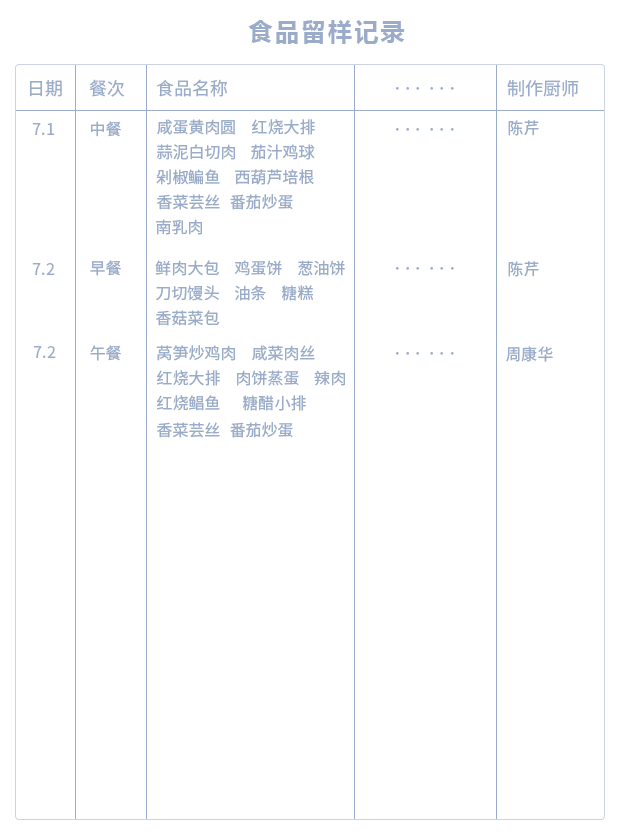 食品留样记录
日期 餐次 食品名称 ...... 制作厨师
7.1 中餐 咸蛋黄肉圆 红烧大排 ...... 陈芹
蒜泥白切肉 茄汁鸡球
剁椒鳊鱼 西葫芦培根
香菜芸丝 番茄炒蛋
南乳肉
7.2 早餐 鲜肉大包 鸡蛋饼 葱油饼 ...... 陈芹
刀切馒头 油条 糖糕
香菇菜包
7.2 午餐 莴笋炒鸡肉 咸菜肉丝 ...... 周康华
红烧大排 肉饼蒸蛋 辣肉
红烧鲳鱼 糖醋小排
香菜芸丝 番茄炒蛋